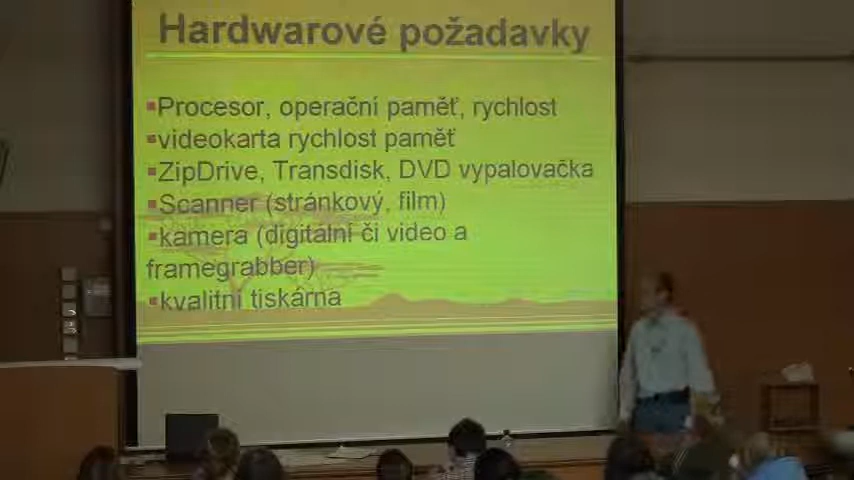 Hardwarové požadavky
▪Procesor, operační paměť, rychlost
▪videokarta rychlost paměť
▪ZipDrive, Transdisk, DVD vypalovačka
▪Scanner (stránkový, film)
▪kamera (digitální či video a
framegrabber)
▪kvalitní tiskárna